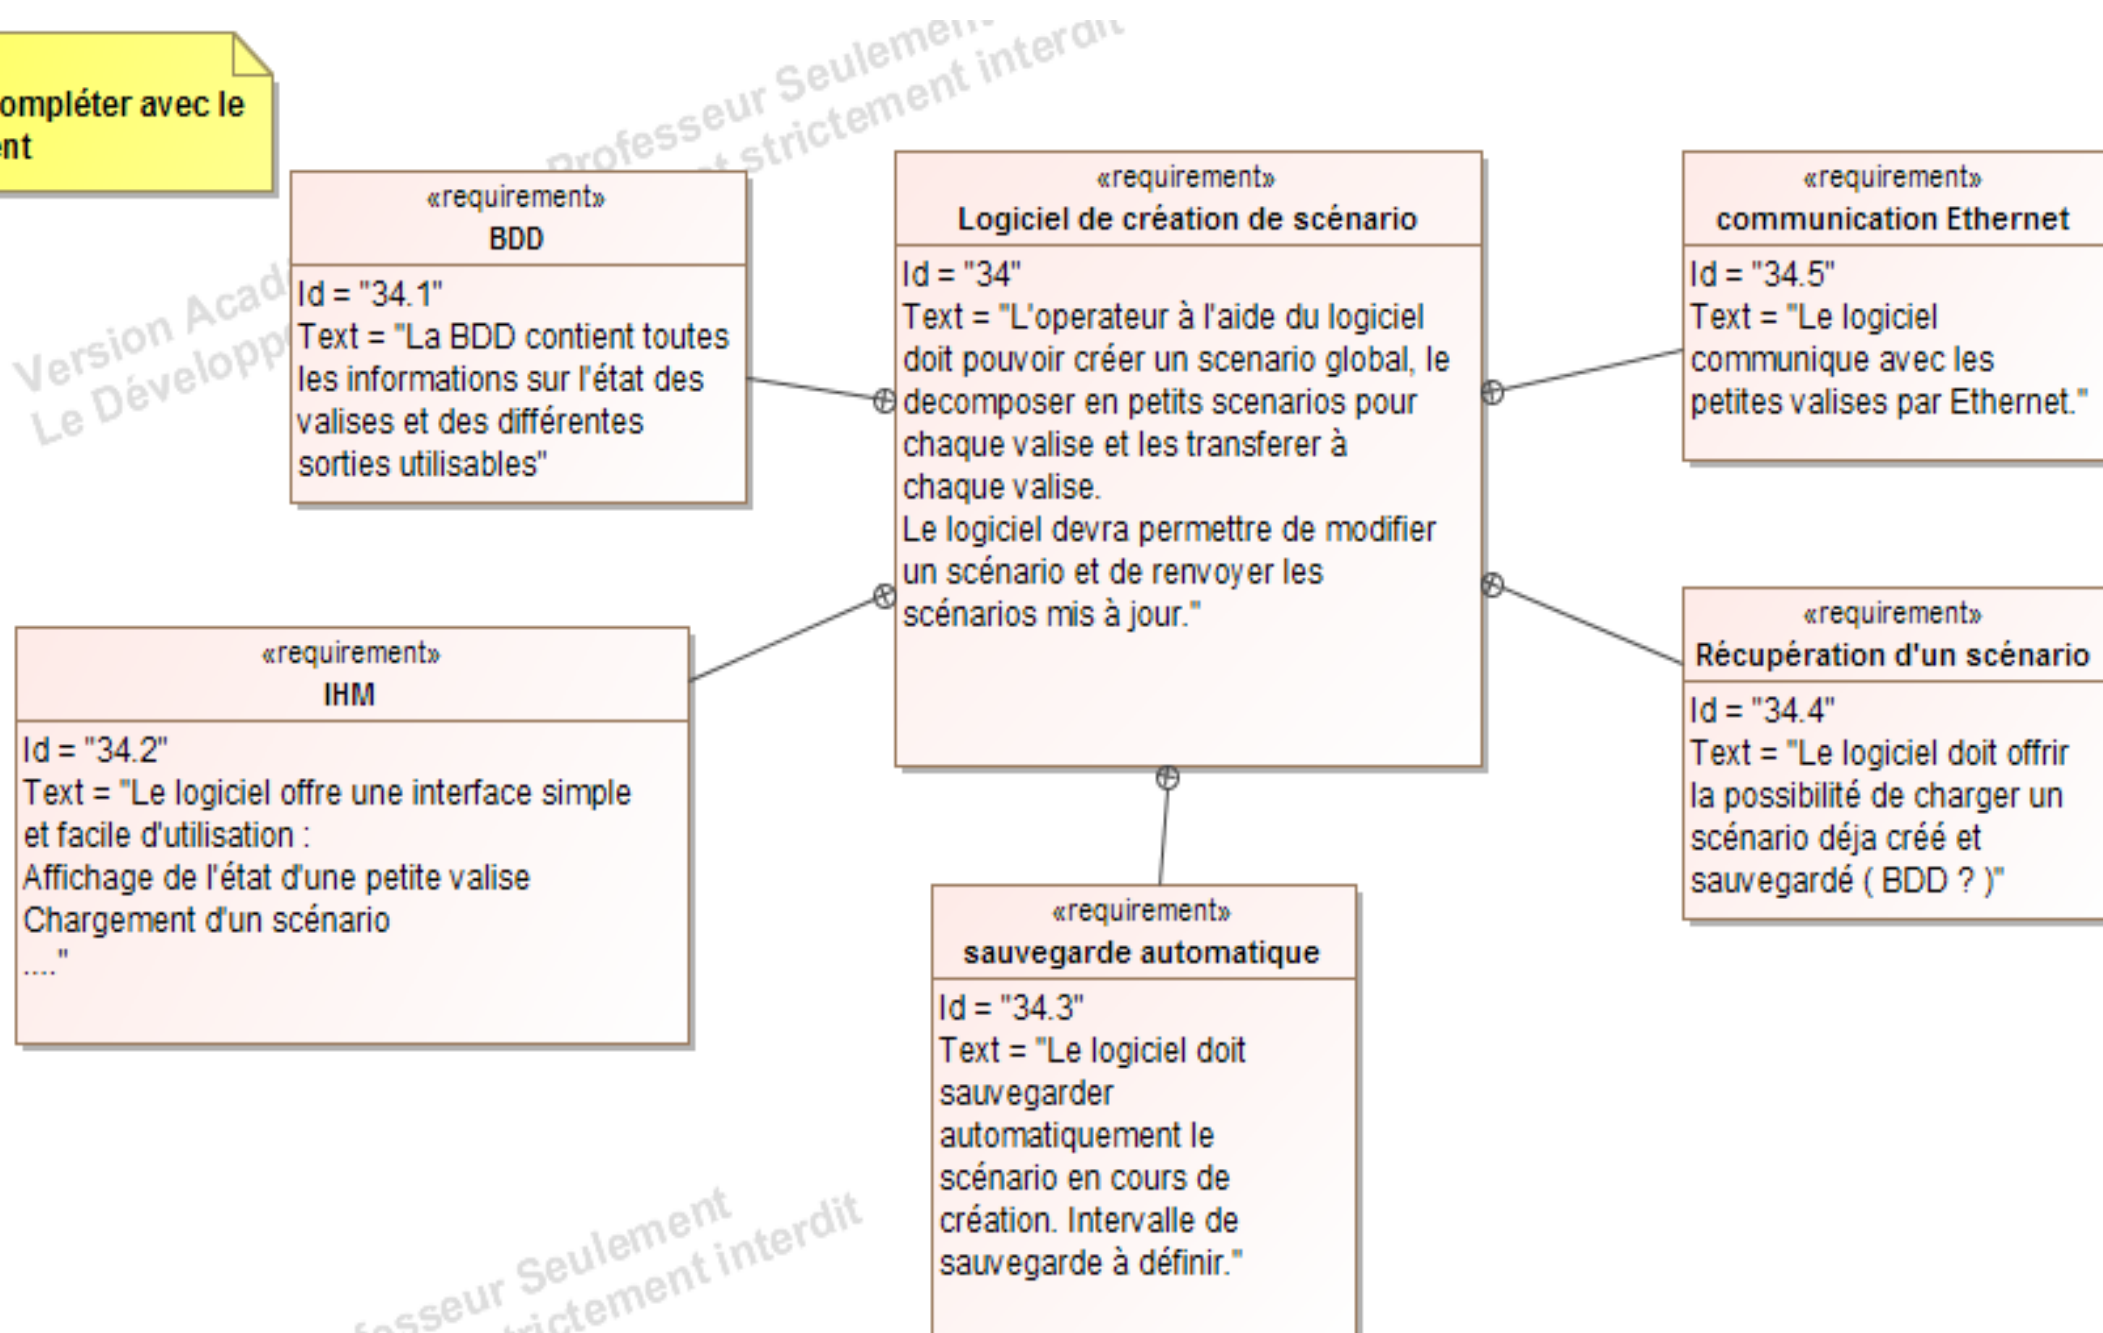 ompléter avec le
ent
Professeur Seulement
strictement interdit
Version Acad
Le Développ
«requirement»
BDD
Id = "34.1"
Text = "La BDD contient toutes
les informations sur l'état des
valises et des différentes
sorties utilisables"
«requirement»
Logiciel de création de scénario
Id = "34"
Text = "L'operateur à l'aide du logiciel
doit pouvoir créer un scenario global, le
decomposer en petits scenarios pour
chaque valise et les transferer à
chaque valise.
Le logiciel devra permettre de modifier
un scénario et de renvoyer les
scénarios mis à jour."
«requirement»
communication Ethernet
Id = "34.5"
Text = "Le logiciel
communique avec les
petites valises par Ethernet."
«requirement»
IHM
Id = "34.2"
Text = "Le logiciel offre une interface simple
et facile d'utilisation :
Affichage de l'état d'une petite valise
Chargement d'un scénario
...."
«requirement»
Récupération d'un scénario
Id = "34.4"
Text = "Le logiciel doit offrir
la possibilité de charger un
scénario déja créé et
sauvegardé ( BDD ? )"
«requirement»
sauvegarde automatique
Id = "34.3"
Text = "Le logiciel doit
sauvegarder
automatiquement le
scénario en cours de
création. Intervalle de
sauvegarde à définir."
fesseur Seulement
trictement interdit